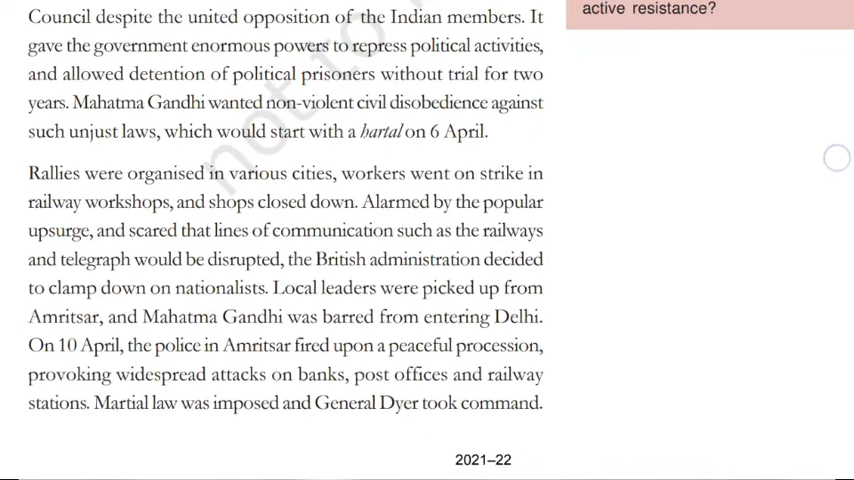 Council despite the united opposition of the Indian members. It
gave the government enormous powers to repress political activities,
and allowed detention of political prisoners without trial for two
years. Mahatma Gandhi wanted non-violent civil disobedience against
such unjust laws, which would start with a hartal on 6 April.
Rallies were organised in various cities, workers went on strike in
railway workshops, and shops closed down. Alarmed by the popular
upsurge, and scared that lines of communication such as the railways
and telegraph would be disrupted, the British administration decided
to clamp down on nationalists. Local leaders were picked up from
Amritsar, and Mahatma Gandhi was barred from entering Delhi.
On 10 April, the police in Amritsar fired upon a peaceful procession,
provoking widespread attacks on banks, post offices and railway
stations. Martial law was imposed and General Dyer took command.
active resistance?
not to
2021–22